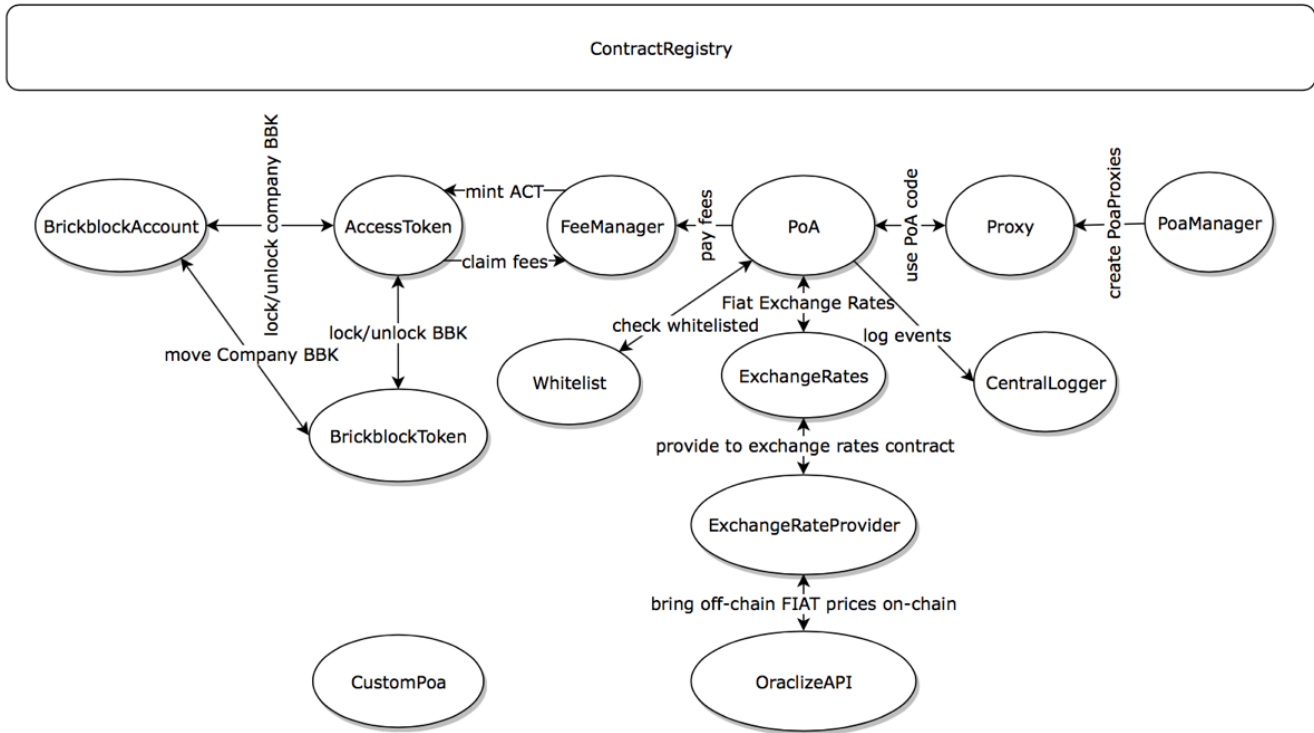 ContractRegistry
lock/unlock company BBK
BrickblockAccount
AccessToken
mint ACT
claim fees
FeeManager
pay fees
PoA
use PoA code
Proxy
create PoaProxies
PoaManager
move Company BBK
lock/unlock BBK
check whitelisted
Fiat Exchange Rates
log events
Whitelist
ExchangeRates
CentralLogger
BrickblockToken
provide to exchange rates contract
ExchangeRateProvider
bring off-chain FIAT prices on-chain
CustomPoa
OraclizeAPI